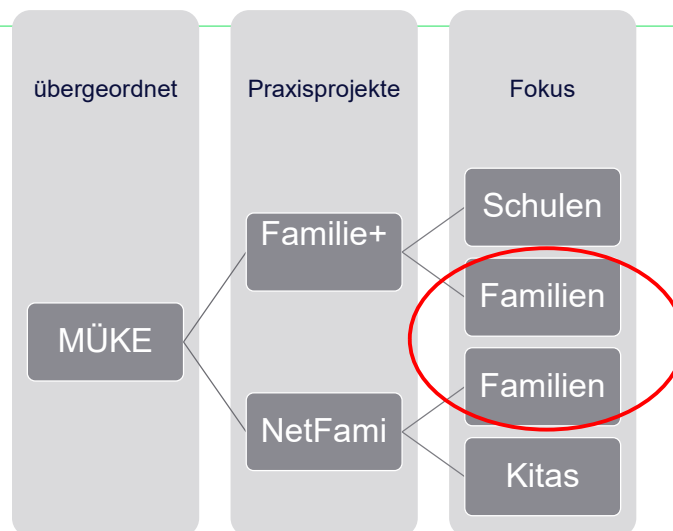 übergeordnet
Praxisprojekte
Fokus
MÜKE
Familie+
NetFami
Schulen
Familien
Familien
Kitas